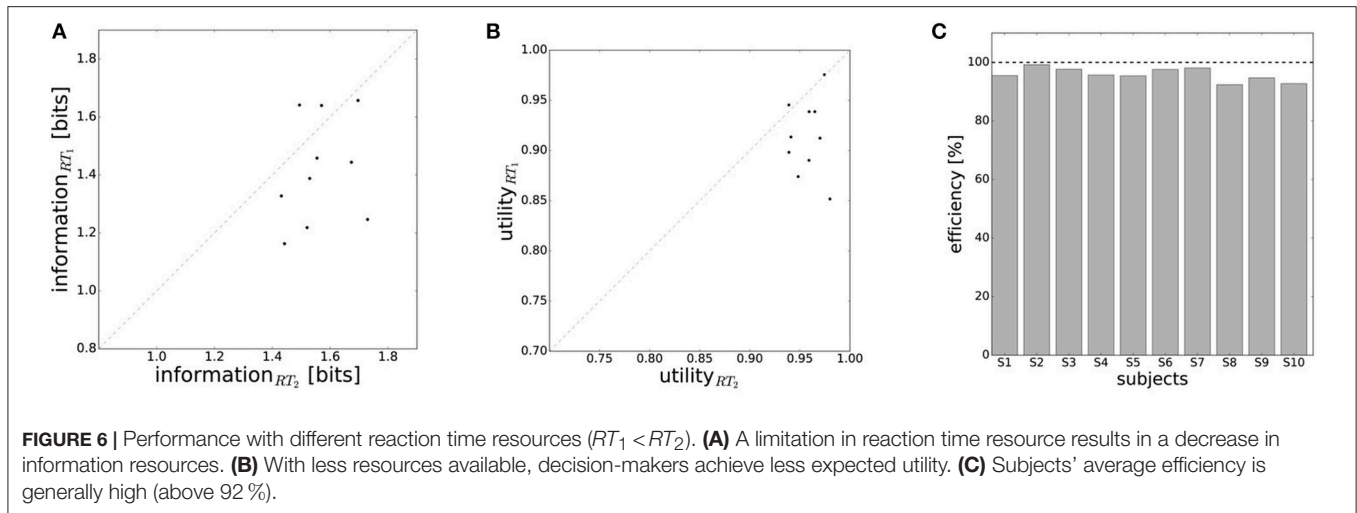 A
information_RT1 [bits]
1.8
1.6
1.4
1.2
1.0
0.8
1.0 1.2 1.4 1.6 1.8
information_RT2 [bits]
B
utility_RT1
1.00
0.95
0.90
0.85
0.80
0.75
0.70
0.75 0.80 0.85 0.90 0.95 1.00
utility_RT2
C
efficiency [%]
100
80
60
40
20
0
S1 S2 S3 S4 S5 S6 S7 S8 S9 S10
subjects
FIGURE 6 | Performance with different reaction time resources (RT1 < RT2). (A) A limitation in reaction time resource results in a decrease in
information resources. (B) With less resources available, decision-makers achieve less expected utility. (C) Subjects' average efficiency is
generally high (above 92 %).